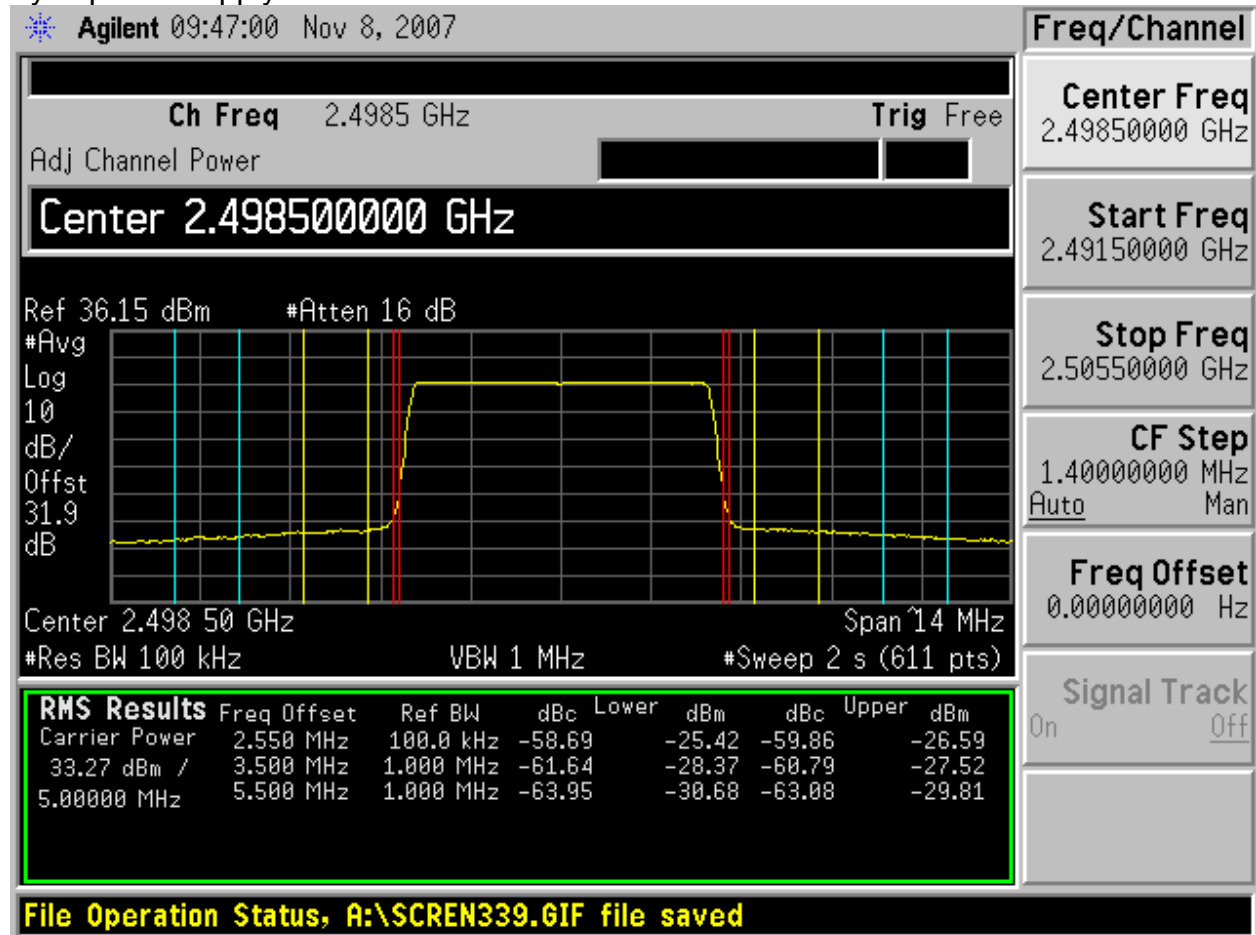 Agilent 09:47:00 Nov 8, 2007
Freq/Channel
Ch Freq 2.4985 GHz Trig Free
Adj Channel Power
Center 2.498500000 GHz
Ref 36.15 dBm #Atten 16 dB
#Avg
Log
10
dB/
Offst
31.9
dB
Center 2.498 50 GHz Span 14 MHz
#Res BW 100 kHz VBW 1 MHz #Sweep 2 s (611 pts)
RMS Results Freq Offset Ref BW dBc Lower dBm dBc Upper dBm
Carrier Power 2.550 MHz 100.0 kHz -58.69 -25.42 -59.86 -26.59
33.27 dBm / 3.500 MHz 1.000 MHz -61.64 -28.37 -60.79 -27.52
5.00000 MHz 5.500 MHz 1.000 MHz -63.95 -30.68 -63.08 -29.81
Center Freq
2.49850000 GHz
Start Freq
2.49150000 GHz
Stop Freq
2.50550000 GHz
CF Step
1.40000000 MHz
Auto Man
Freq Offset
0.00000000 Hz
Signal Track
On Off
File Operation Status, A:\SCREN339.GIF file saved